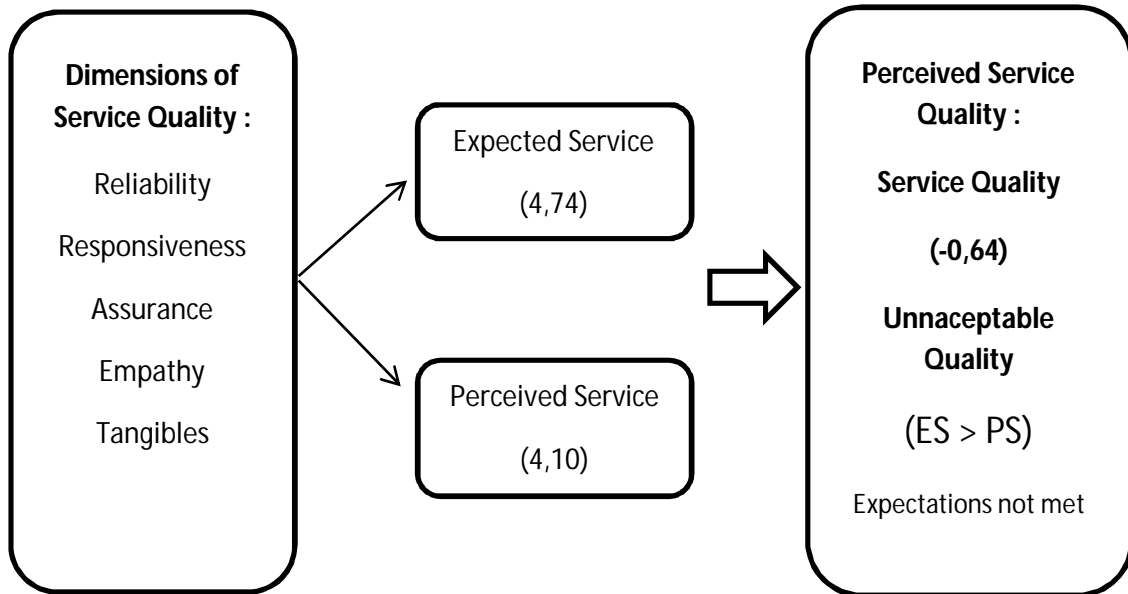 Dimensions of
Service Quality :
Reliability
Responsiveness
Assurance
Empathy
Tangibles
Expected Service
(4,74)
Perceived Service
(4,10)
Perceived Service
Quality :
Service Quality
(-0,64)
Unnaceptable
Quality
(ES > PS)
Expectations not met